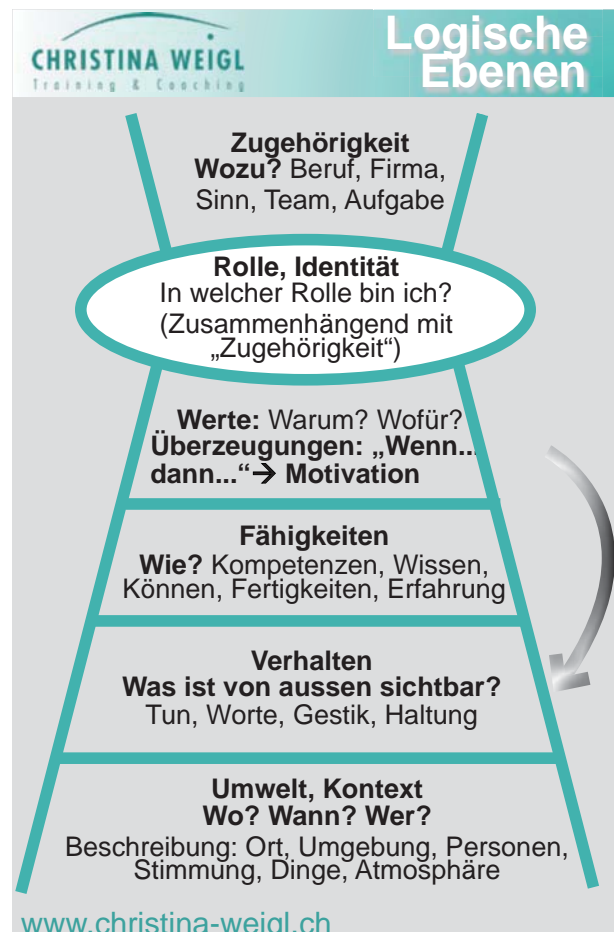 CHRISTINA WEIGL
Training & Coaching
Logische
Ebenen
Zugehörigkeit
Wozu? Beruf, Firma,
Sinn, Team, Aufgabe
Rolle, Identität
In welcher Rolle bin ich?
(Zusammenhängend mit
„Zugehörigkeit“)
Werte: Warum? Wofür?
Überzeugungen: „Wenn...
dann...“➔ Motivation
Fähigkeiten
Wie? Kompetenzen, Wissen,
Können, Fertigkeiten, Erfahrung
Verhalten
Was ist von aussen sichtbar?
Tun, Worte, Gestik, Haltung
Umwelt, Kontext
Wo? Wann? Wer?
Beschreibung: Ort, Umgebung, Personen,
Stimmung, Dinge, Atmosphäre
www.christina-weigl.ch